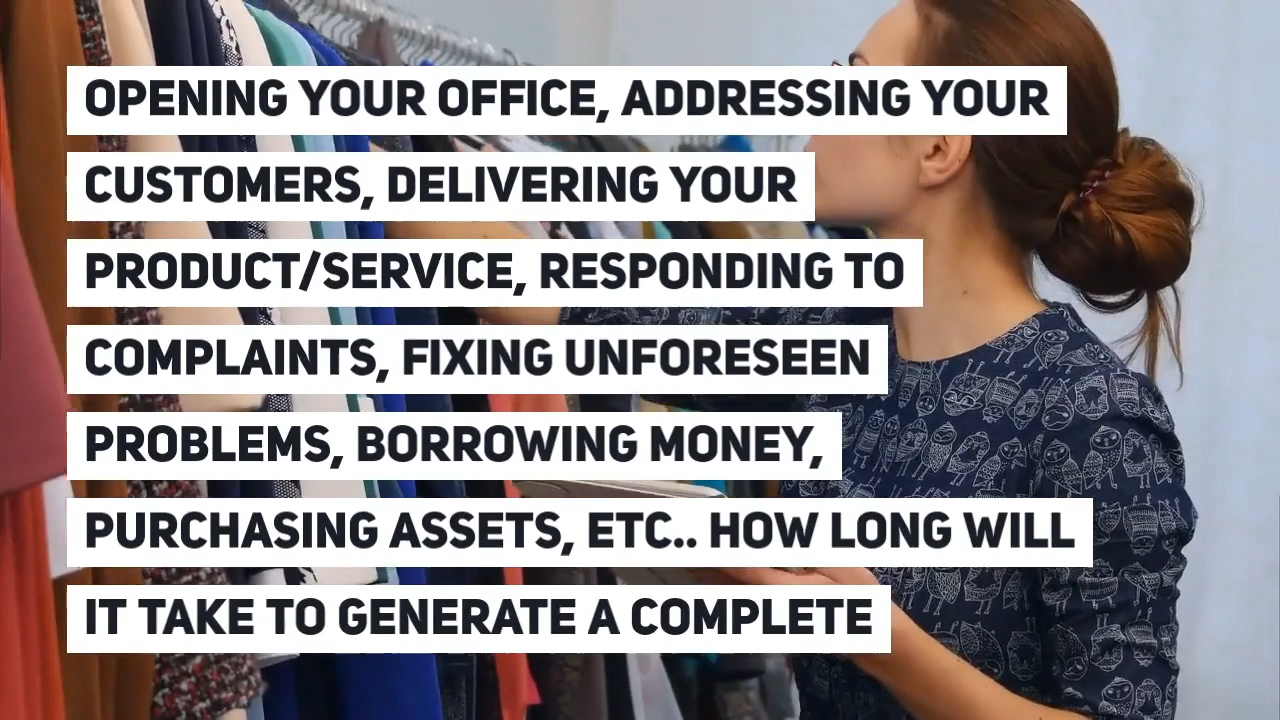 OPENING YOUR OFFICE, ADDRESSING YOUR
CUSTOMERS, DELIVERING YOUR
PRODUCT/SERVICE, RESPONDING TO
COMPLAINTS, FIXING UNFORESEEN
PROBLEMS, BORROWING MONEY,
PURCHASING ASSETS, ETC.. HOW LONG WILL
IT TAKE TO GENERATE A COMPLETE